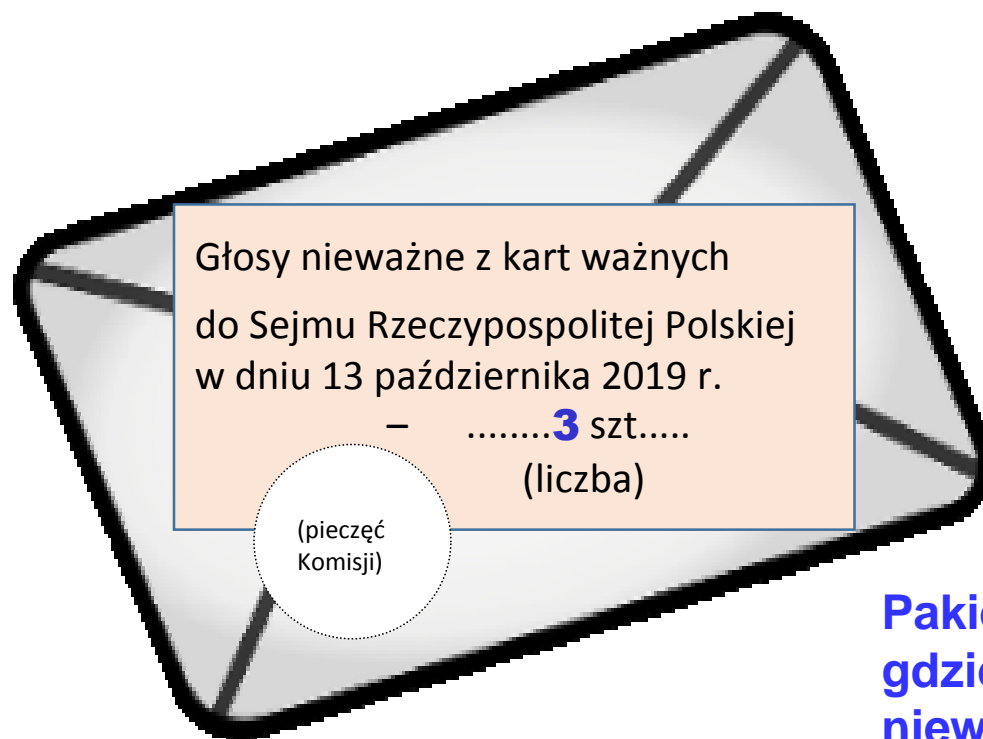 Głosy nieważne z kart ważnych
do Sejmu Rzeczypospolitej Polskiej
w dniu 13 października 2019 r.
– ........3 szt.....
(liczba)
(pieczęć
Komisji)